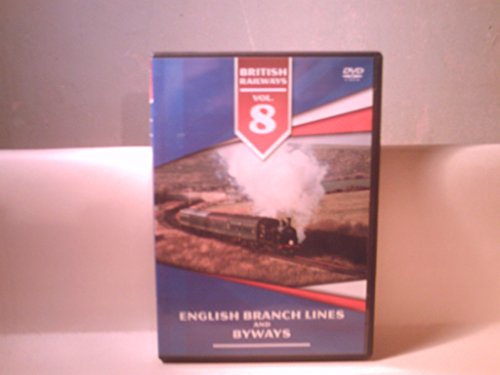 BRITISH
RAILWAYS
VOL.
8
DVD
ENGLISH BRANCH LINES
AND
BYWAYS